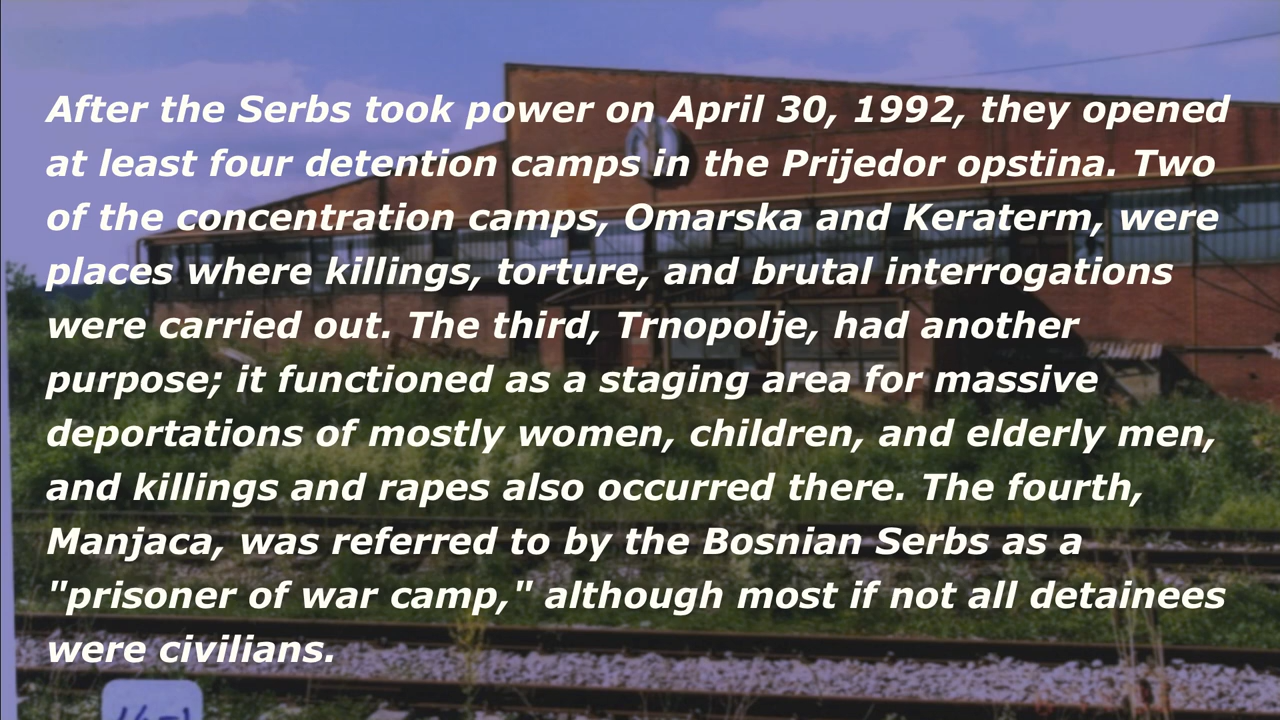 After the Serbs took power on April 30, 1992, they opened
at least four detention camps in the Prijedor opstina. Two
of the concentration camps, Omarska and Keraterm, were
places where killings, torture, and brutal interrogations
were carried out. The third, Trnopolje, had another
purpose; it functioned as a staging area for massive
deportations of mostly women, children, and elderly men,
and killings and rapes also occurred there. The fourth,
Manjaca, was referred to by the Bosnian Serbs as a
"prisoner of war camp," although most if not all detainees
were civilians.